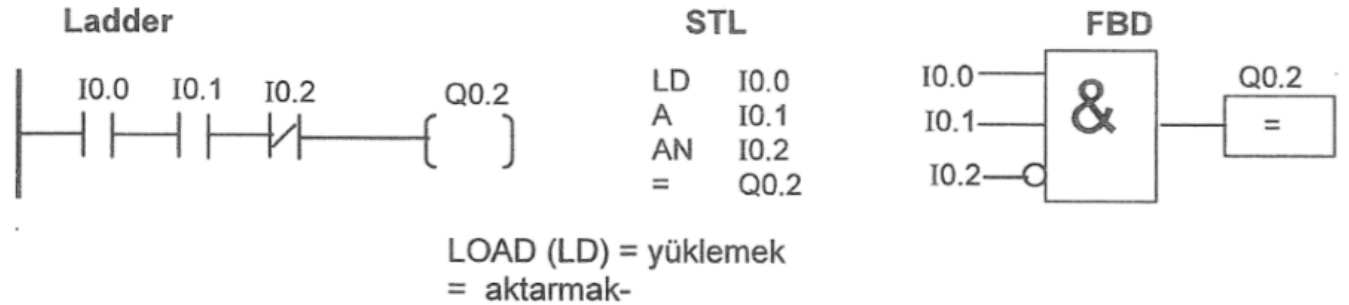 Ladder
I0.0 I0.1 I0.2 Q0.2
STL
LD I0.0
A I0.1
AN I0.2
= Q0.2
FBD
I0.0
I0.1
I0.2
&
Q0.2
=
LOAD (LD) = yüklemek
= aktarmak-